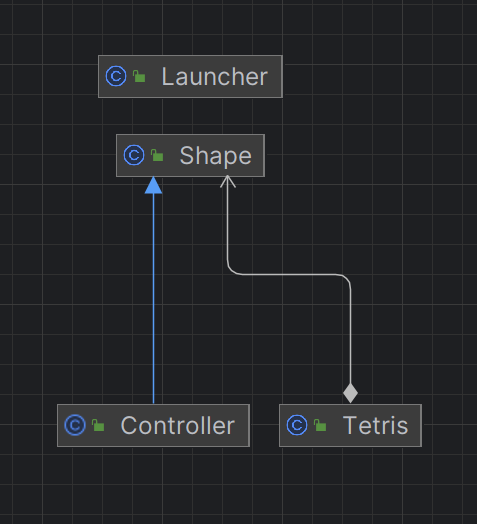 C Launcher
C Shape
C Controller
C Tetris